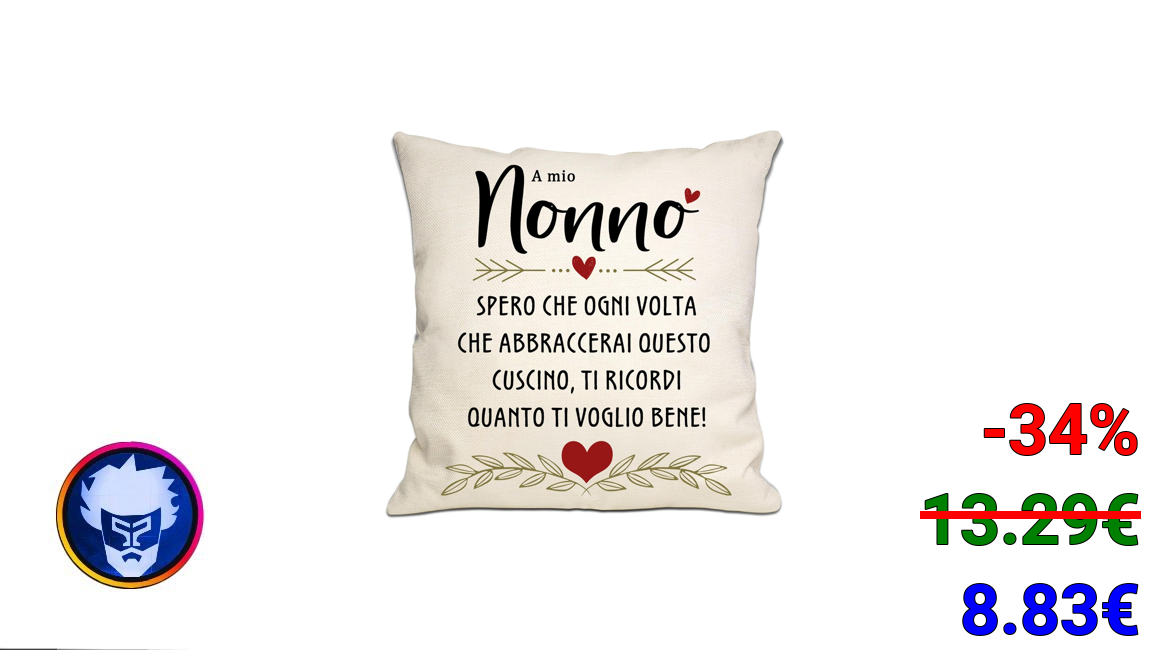 A mio
Nonno
SPERO CHE OGNI VOLTA
CHE ABBRACCERAI QUESTO
CUSCINO, TI RICORDI
QUANTO TI VOGLIO BENE!
-34%
13.29€
8.83€